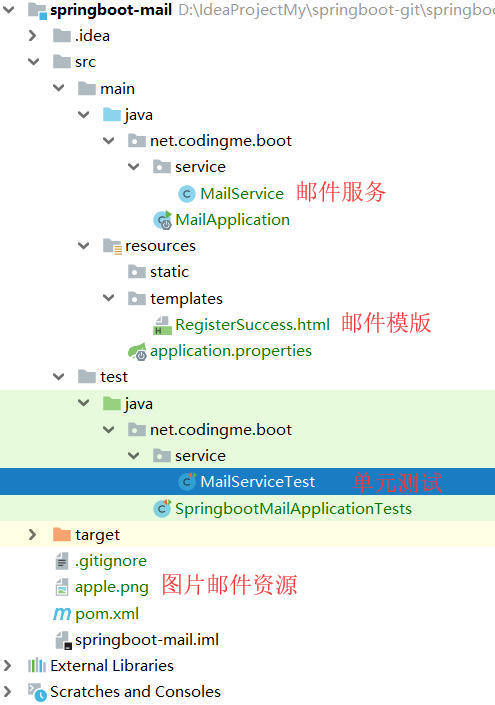 springboot-mail D:\IdeaProjectMy\springboot-git\springboo
.idea
src
main
java
net.codingme.boot
service
MailService 邮件服务
MailApplication
resources
static
templates
RegisterSuccess.html 邮件模版
application.properties
test
java
net.codingme.boot
service
MailServiceTest 单元测试
SpringbootMailApplicationTests
target
.gitignore
apple.png 图片邮件资源
pom.xml
springboot-mail.iml
External Libraries
Scratches and Consoles